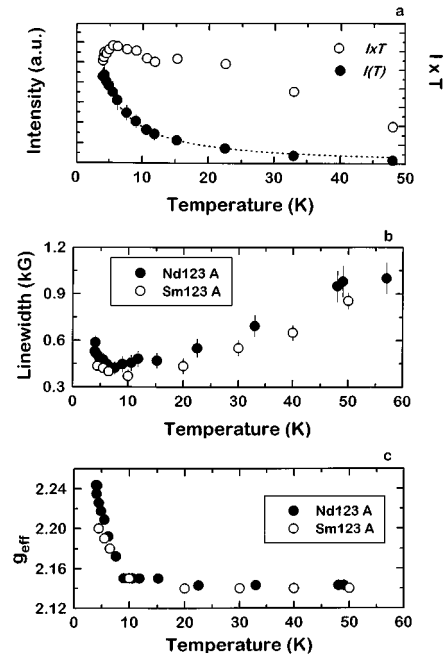 a
Intensity (a.u.)
I x T
IxT
I(T)
0 10 20 30 40 50
Temperature (K)
b
Linewidth (kG)
1.2
0.9
0.6
0.3
Nd123 A
Sm123 A
0 10 20 30 40 50 60
Temperature (K)
c
geff
2.24
2.20
2.16
2.12
Nd123 A
Sm123 A
0 10 20 30 40 50 60
Temperature (K)